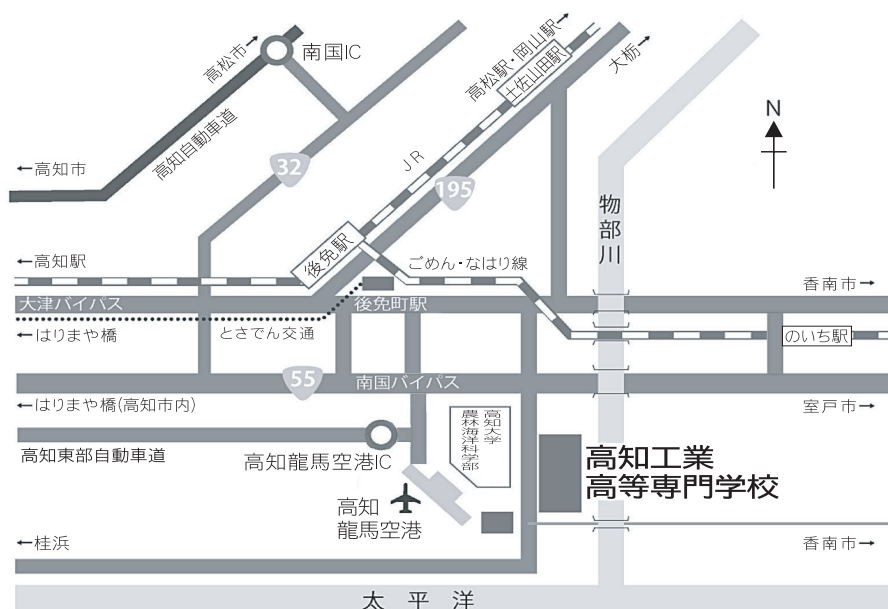 高松市→
南国IC
高松駅・岡山駅→
土佐山田駅
大栃→
N
高知自動車道
←高知市
32
JR
195
物部川
後免駅
←高知駅
ごめん・なはり線
香南市→
大津バイパス
後免町駅
←はりまや橋
とさでん交通
のいち駅
55
南国バイパス
←はりまや橋(高知市内)
室戸市→
高知東部自動車道
高知龍馬空港IC
高知大学
農林海洋科学部
高知工業
高等専門学校
高知
龍馬空港
←桂浜
香南市→
太平洋